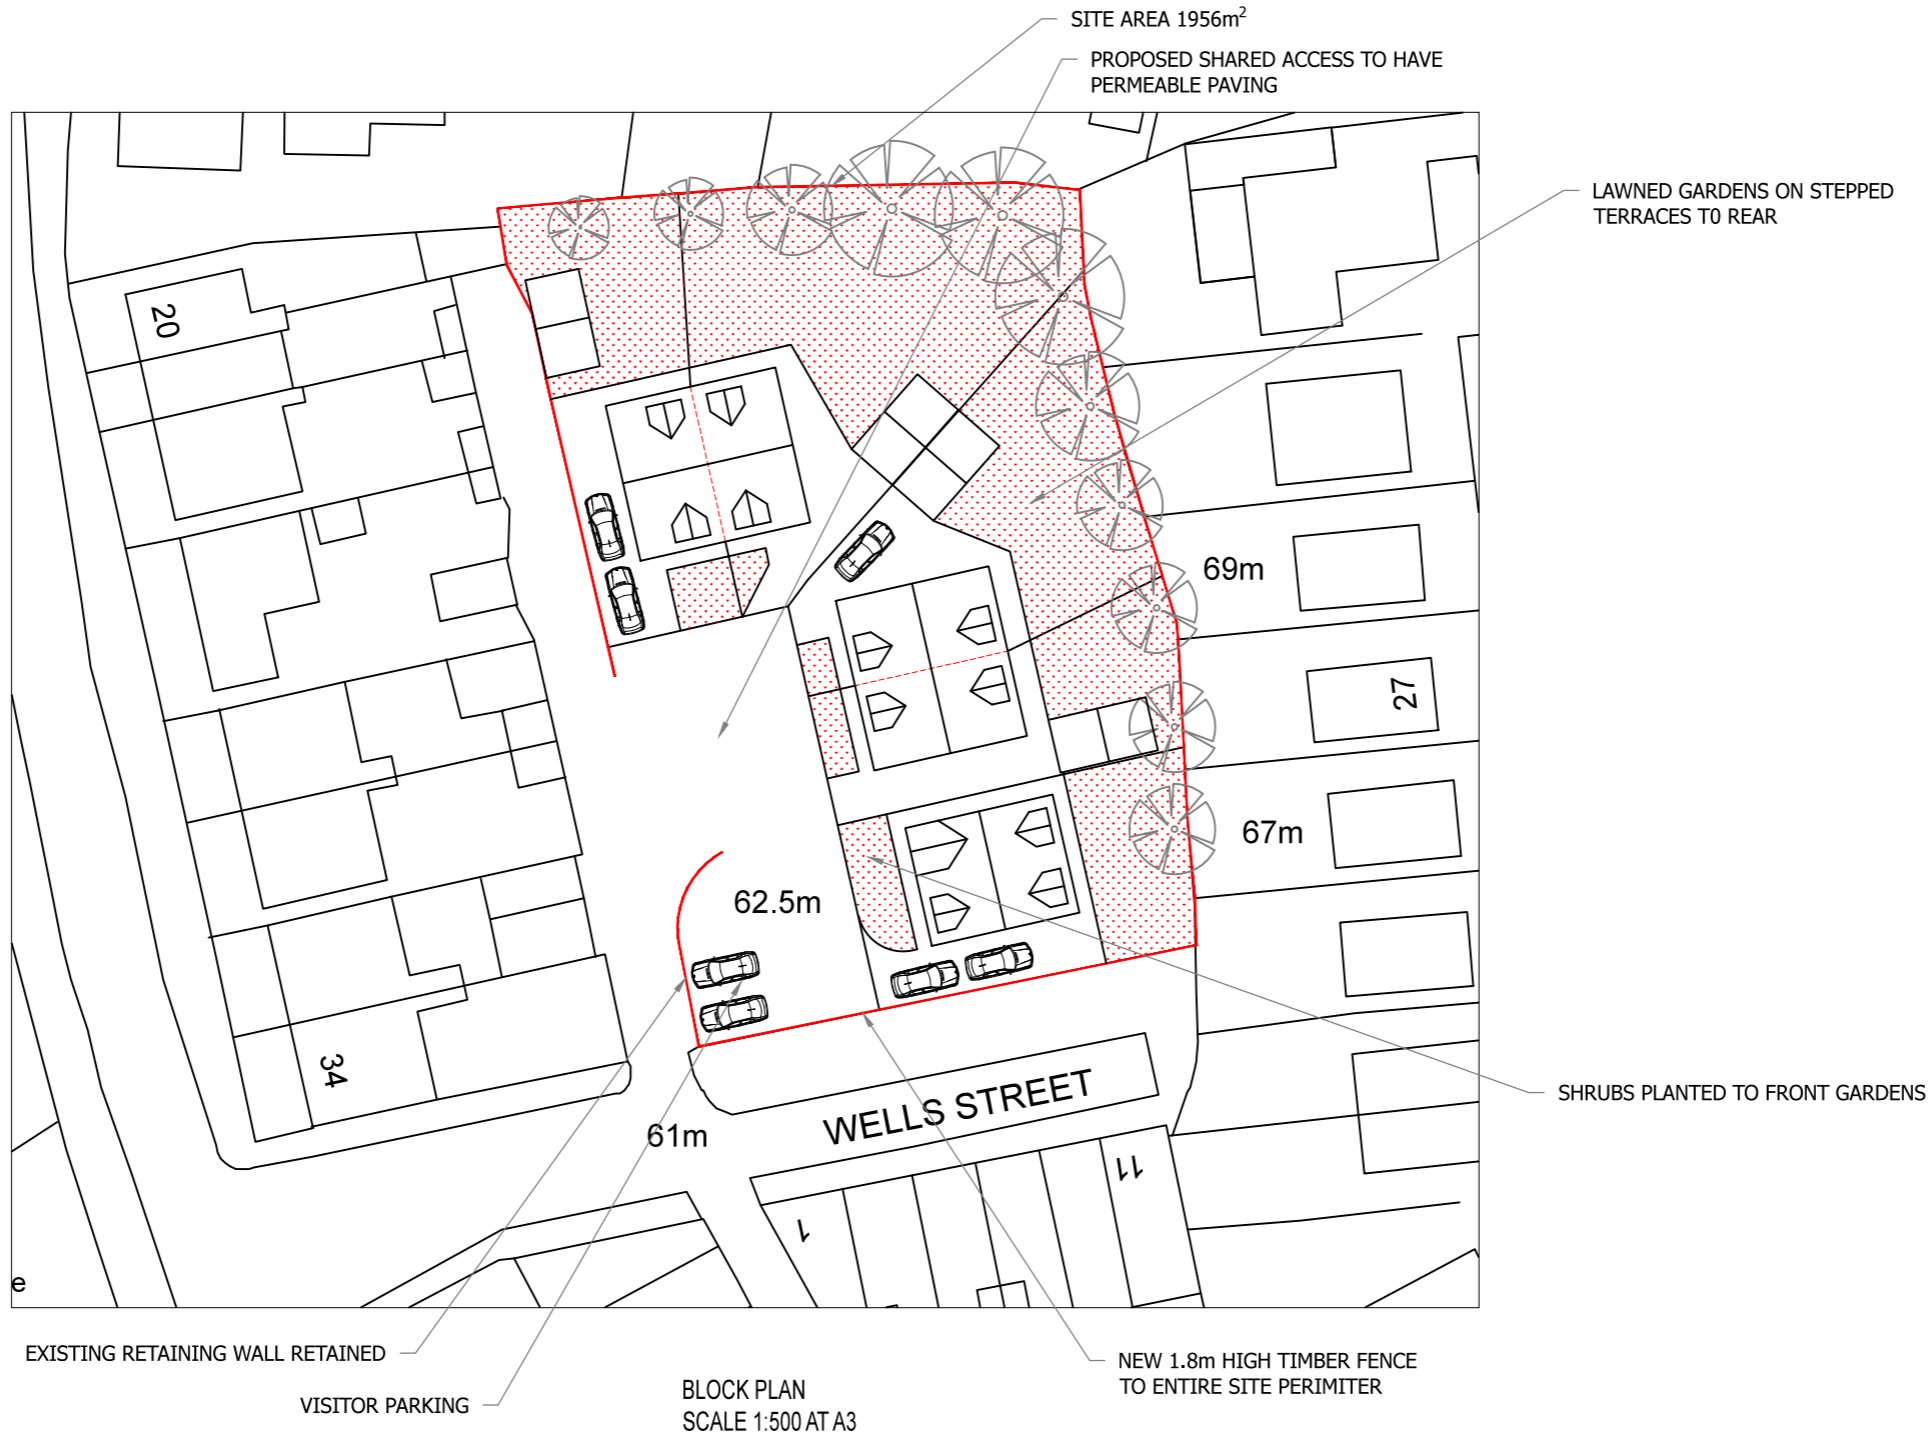 SITE AREA 1956m²
PROPOSED SHARED ACCESS TO HAVE
PERMEABLE PAVING
LAWNED GARDENS ON STEPPED
TERRACES T0 REAR
20
69m
27
67m
62.5m
34
WELLS STREET
61m
11
1
SHRUBS PLANTED TO FRONT GARDENS
e
EXISTING RETAINING WALL RETAINED
VISITOR PARKING
NEW 1.8m HIGH TIMBER FENCE
TO ENTIRE SITE PERIMITER
BLOCK PLAN
SCALE 1:500 AT A3